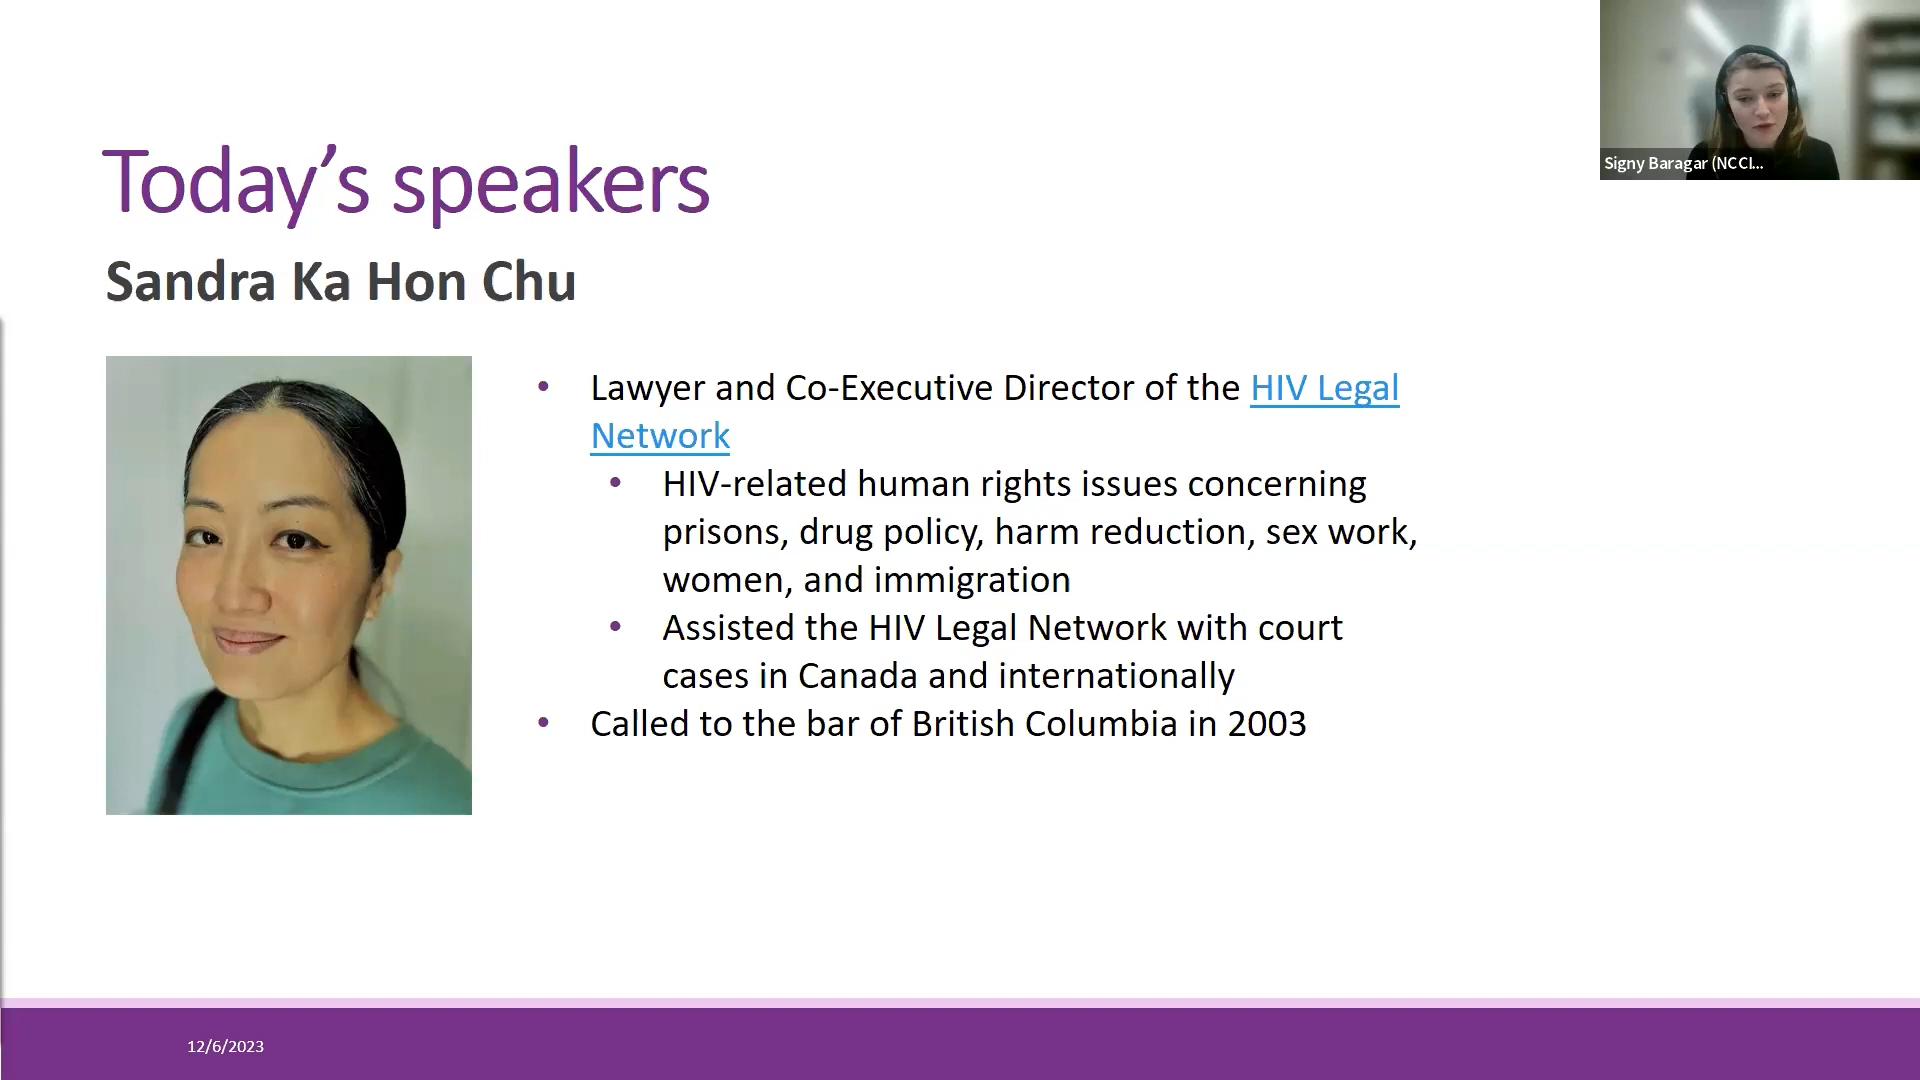 Today’s speakers
Sandra Ka Hon Chu
• Lawyer and Co-Executive Director of the HIV Legal
Network
• HIV-related human rights issues concerning
prisons, drug policy, harm reduction, sex work,
women, and immigration
• Assisted the HIV Legal Network with court
cases in Canada and internationally
• Called to the bar of British Columbia in 2003
Signy Baragar (NCCI...
12/6/2023